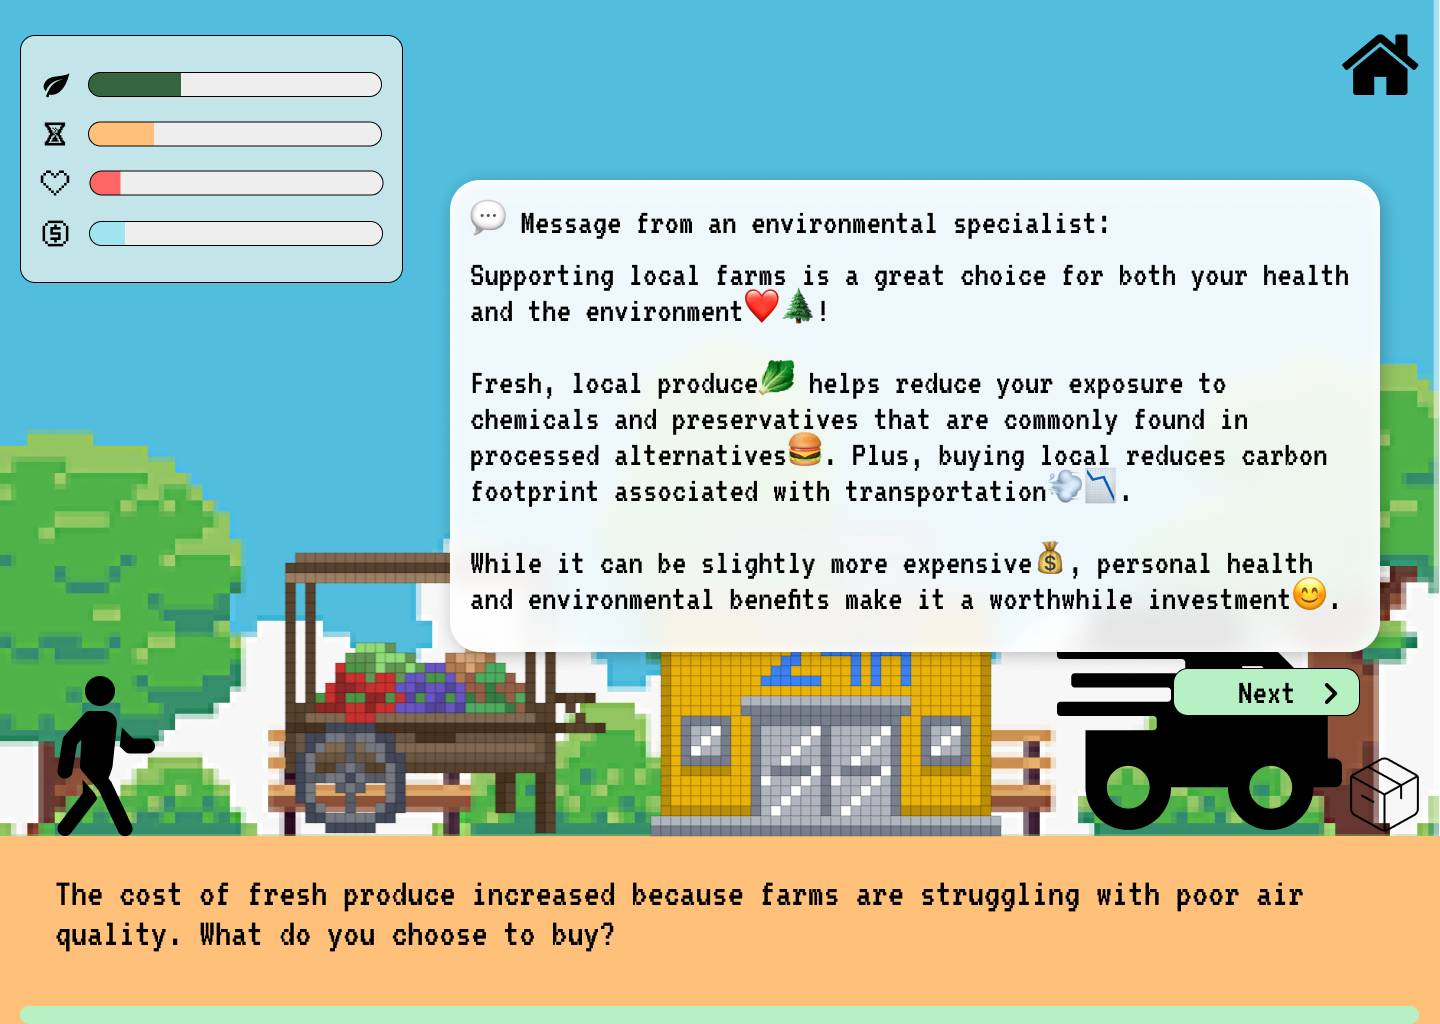 Message from an environmental specialist:
Supporting local farms is a great choice for both your health
and the environment❤️🌲!
Fresh, local produce🥬 helps reduce your exposure to
chemicals and preservatives that are commonly found in
processed alternatives🍔. Plus, buying local reduces carbon
footprint associated with transportation💨📉.
While it can be slightly more expensive💰, personal health
and environmental benefits make it a worthwhile investment😊.
Next
The cost of fresh produce increased because farms are struggling with poor air
quality. What do you choose to buy?